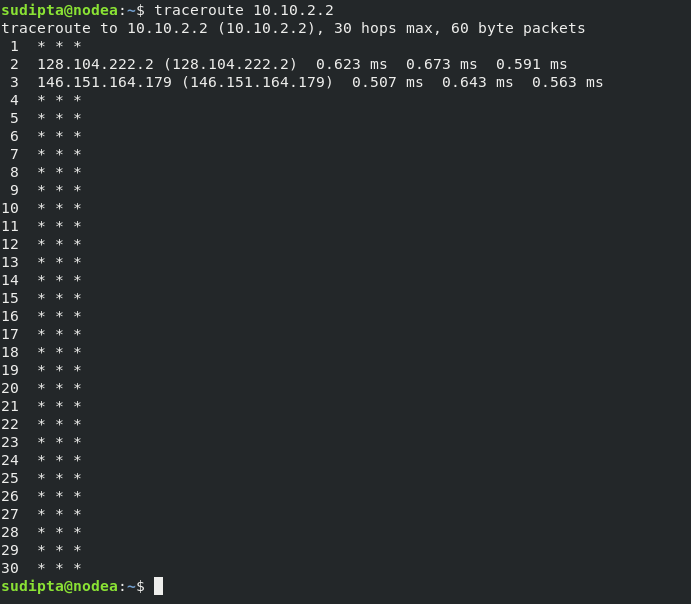 sudipta@nodea:~$ traceroute 10.10.2.2
traceroute to 10.10.2.2 (10.10.2.2), 30 hops max, 60 byte packets
 1  * * *
 2  128.104.222.2 (128.104.222.2)  0.623 ms  0.673 ms  0.591 ms
 3  146.151.164.179 (146.151.164.179)  0.507 ms  0.643 ms  0.563 ms
 4  * * *
 5  * * *
 6  * * *
 7  * * *
 8  * * *
 9  * * *
10  * * *
11  * * *
12  * * *
13  * * *
14  * * *
15  * * *
16  * * *
17  * * *
18  * * *
19  * * *
20  * * *
21  * * *
22  * * *
23  * * *
24  * * *
25  * * *
26  * * *
27  * * *
28  * * *
29  * * *
30  * * *
sudipta@nodea:~$